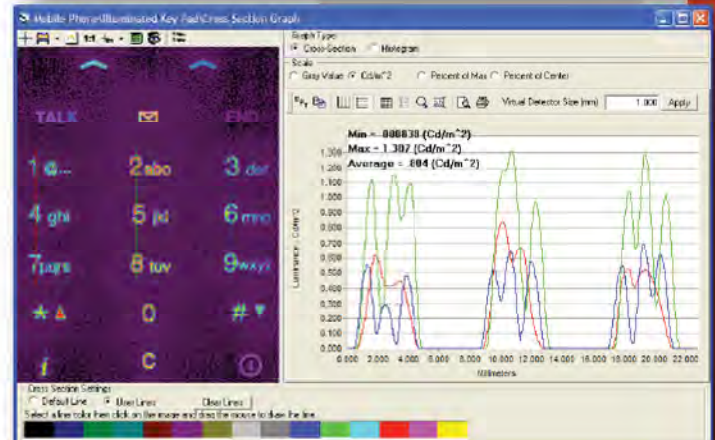 Mobile Phone\Illuminated Key Pad\Cross Section Graph
Graph Type
Cross-Section Histogram
Scale
Gray Value Cd/m^2 Percent of Max Percent of Center
Virtual Detector Size (mm) 1.000 Apply
TALK END
1 @... 2 abc 3 def
4 ghi 5 jkl 6 mno
7pqrs 8 tuv 9wxyz
* 0 #
i C
Min = .000838 (Cd/m^2)
Max = 1.307 (Cd/m^2)
Average = .804 (Cd/m^2)
Luminance - Cd/m^2
1.300
1.200
1.100
1.000
0.900
0.800
0.700
0.600
0.500
0.400
0.300
0.200
0.100
0.000
0.000 2.000 4.000 6.000 8.000 10.000 12.000 14.000 16.000 18.000 20.000 22.000
Millimeters
Cross Section Settings
Default Line User Lines Clear Lines
Select a line color then click on the image and drag the mouse to draw the line.